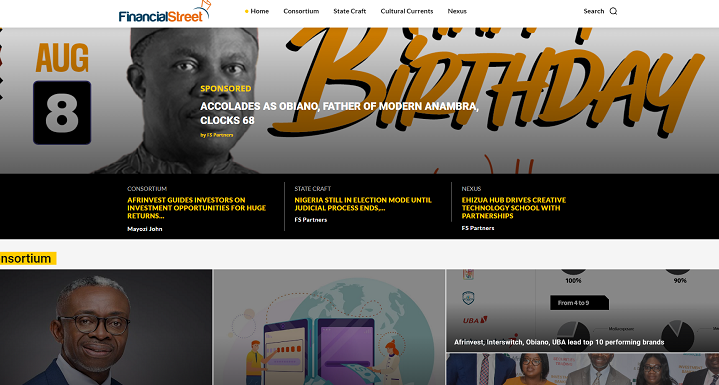 FinancialStreet
Home
Consortium
State Craft
Cultural Currents
Nexus
Search
AUG
8
BIRTHDAY
SPONSORED
ACCOLADES AS OBIANO, FATHER OF MODERN ANAMBRA,
CLOCKS 68
by FS Partners
CONSORTIUM
AFRINVEST GUIDES INVESTORS ON
INVESTMENT OPPORTUNITIES FOR HUGE
RETURNS...
Mayozi John
STATE CRAFT
NIGERIA STILL IN ELECTION MODE UNTIL
JUDICIAL PROCESS ENDS,...
FS Partners
NEXUS
EHIZUA HUB DRIVES CREATIVE
TECHNOLOGY SCHOOL WITH
PARTNERSHIPS
FS Partners
nsortium
100%
90%
From 4 to 9
UBA
Afrinvest, Interswitch, Obiano, UBA lead top 10 performing brands